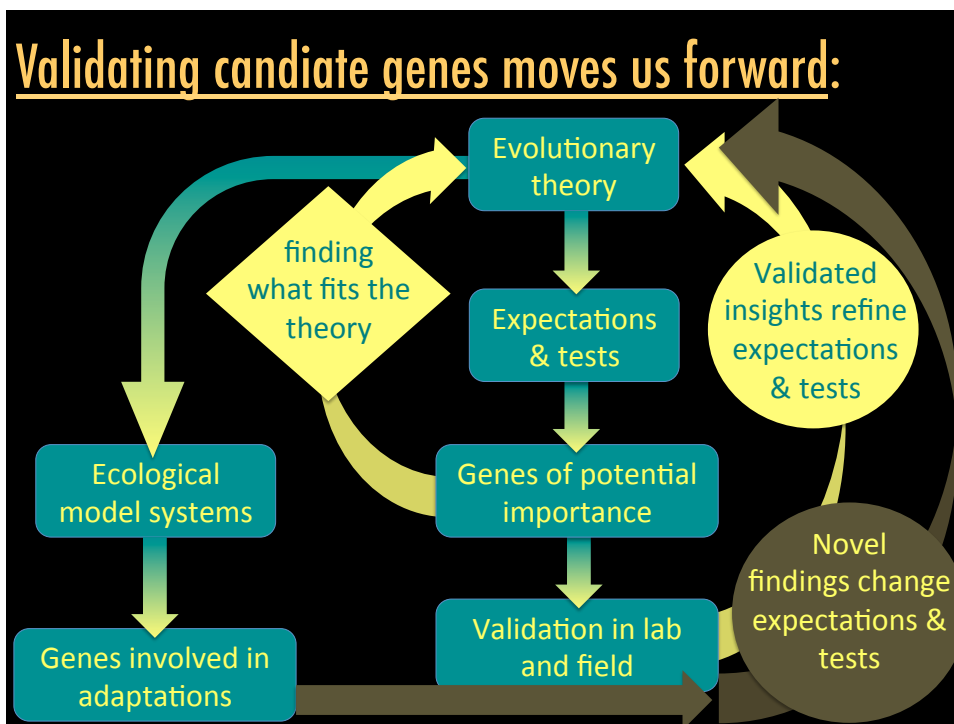 Validating candiate genes moves us forward:
Evolutionary
theory
finding
what fits the
theory
Expectations
& tests
Validated
insights refine
expectations
& tests
Ecological
model systems
Genes of potential
importance
Novel
findings change
expectations &
tests
Genes involved in
adaptations
Validation in lab
and field